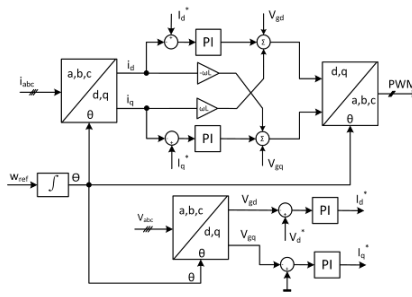 I_d^* V_gd
i_d PI Σ
i_abc a,b,c d,q θ -ωL d,q a,b,c θ PWM
i_q ωL
PI Σ
I_q^* V_gq
w_ref ∫ θ
V_abc a,b,c d,q θ V_gd PI I_d^*
V_gq V_d^*
PI I_q^*